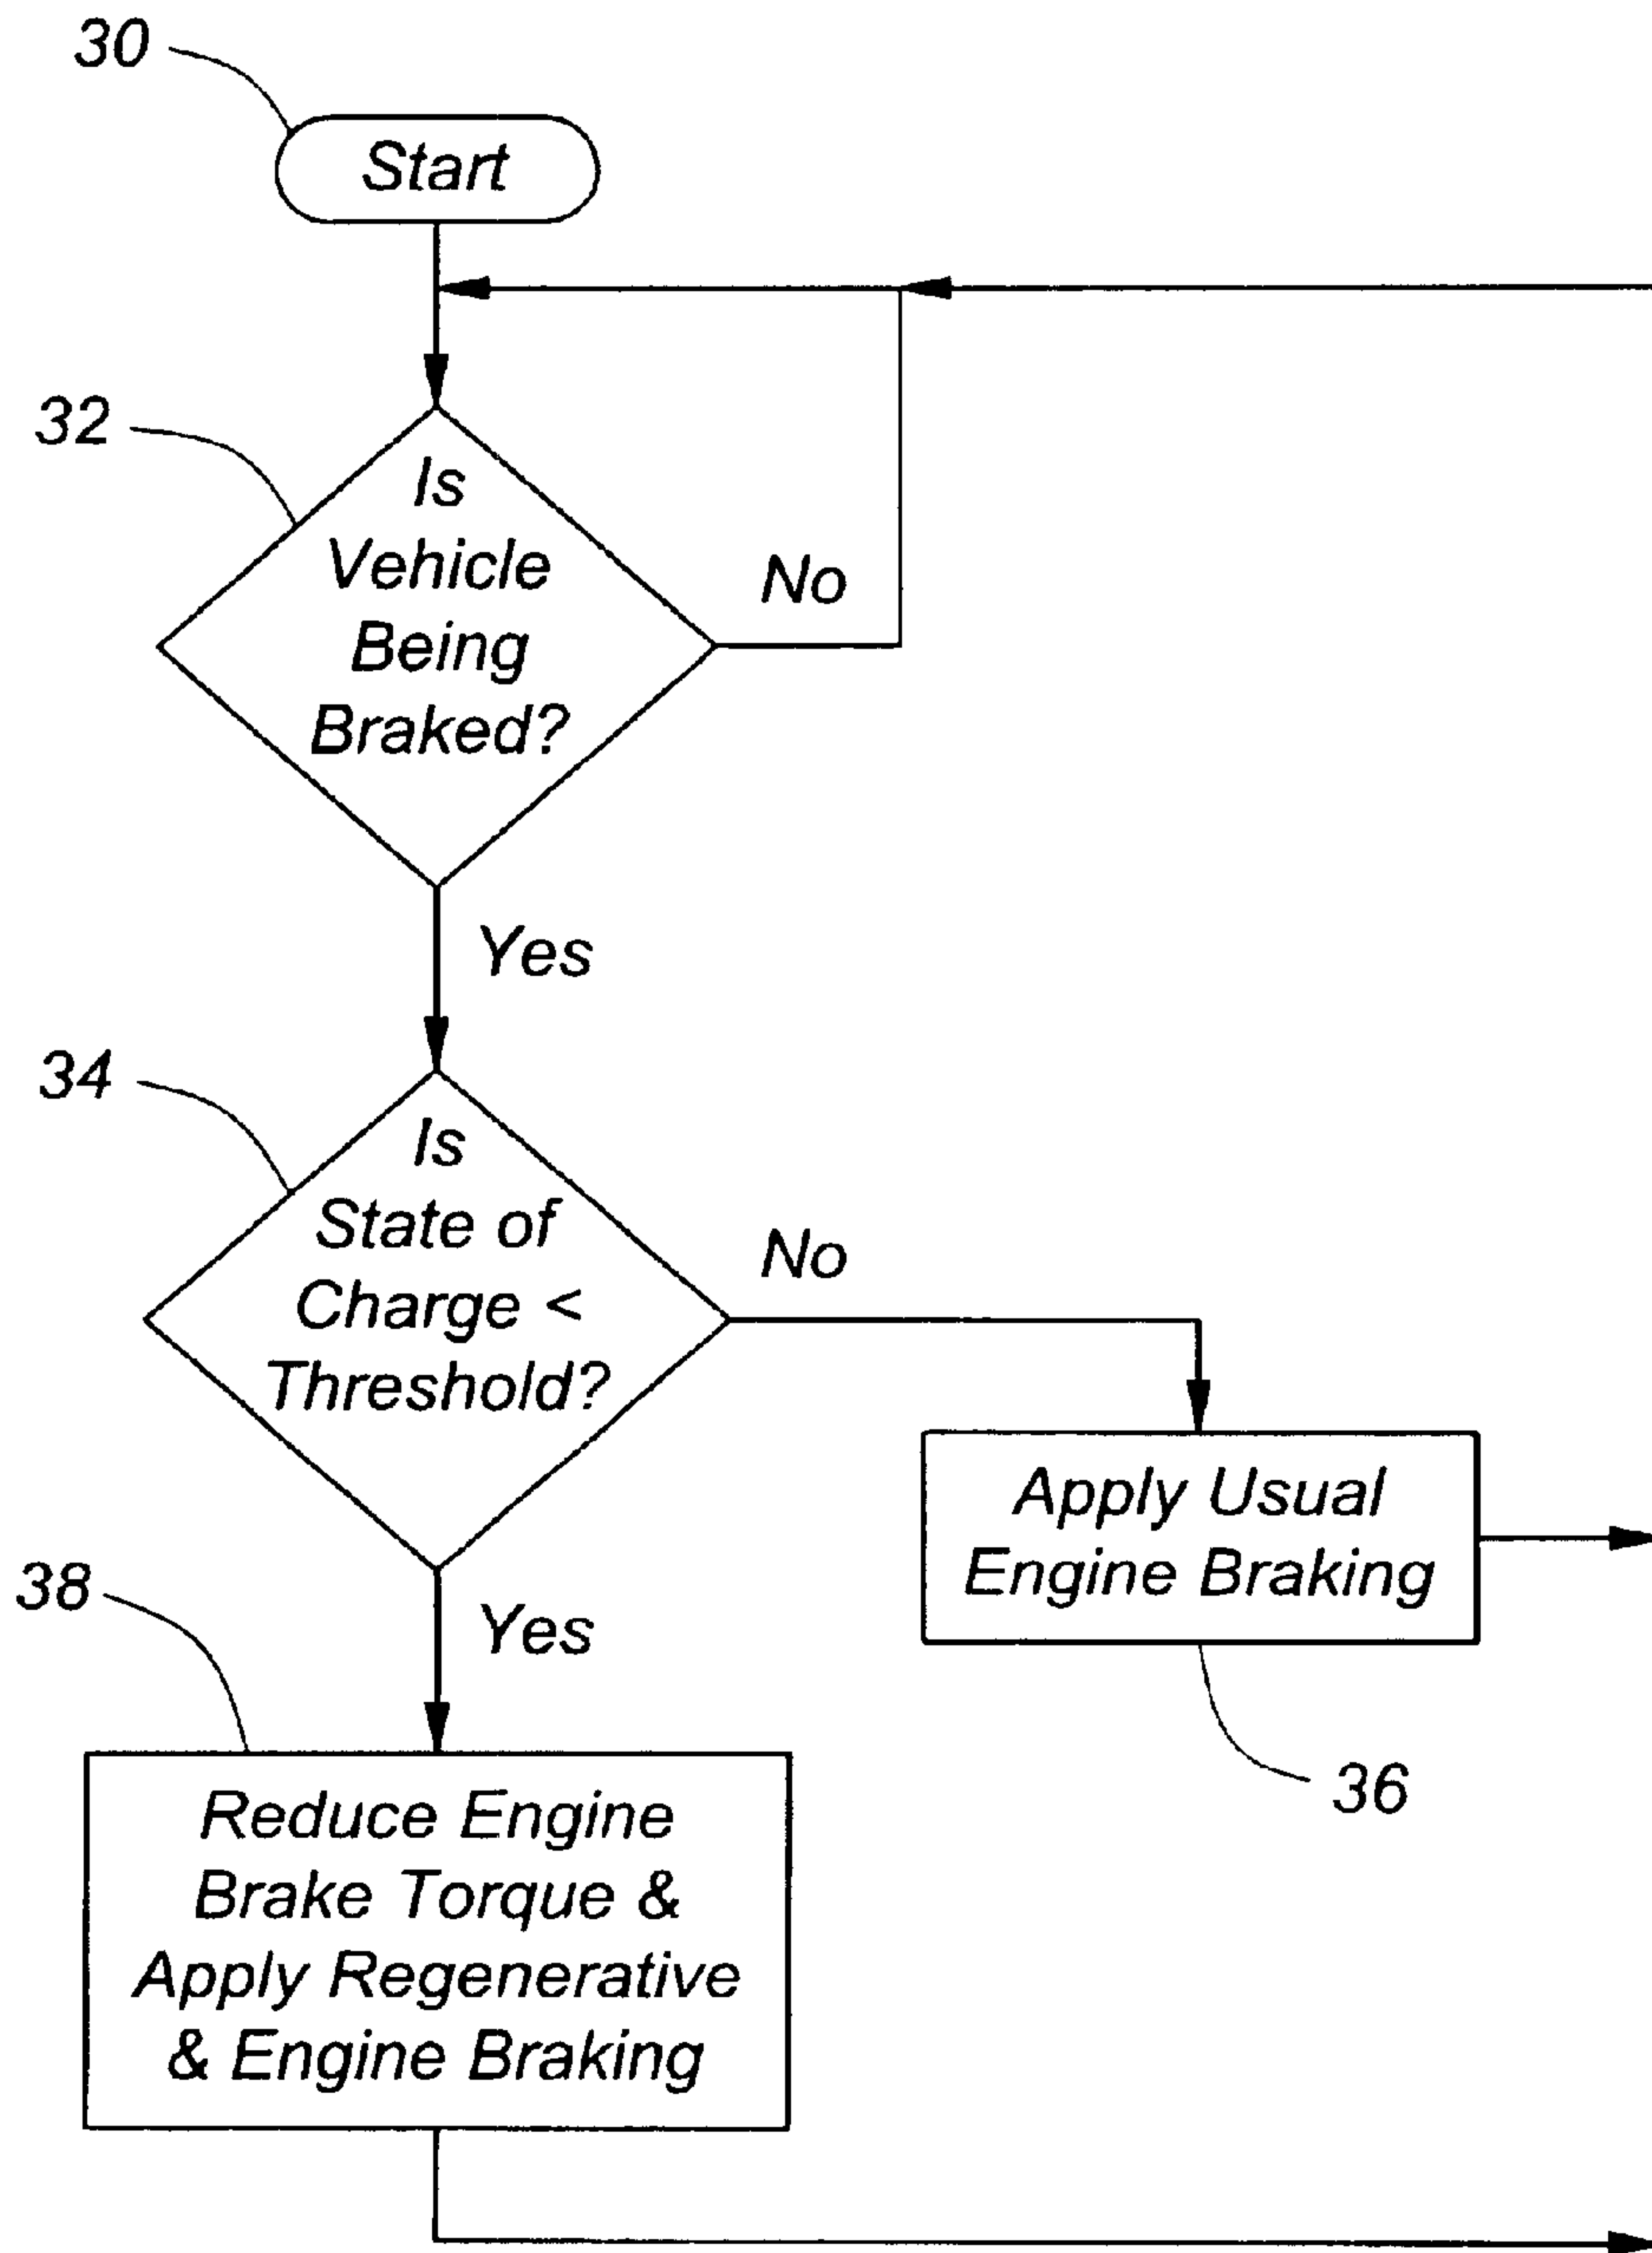 30
Start
32
Is
Vehicle
Being
Braked?
No
Yes
34
Is
State of
Charge <
Threshold?
No
Apply Usual
Engine Braking
36
38
Yes
Reduce Engine
Brake Torque &
Apply Regenerative
& Engine Braking